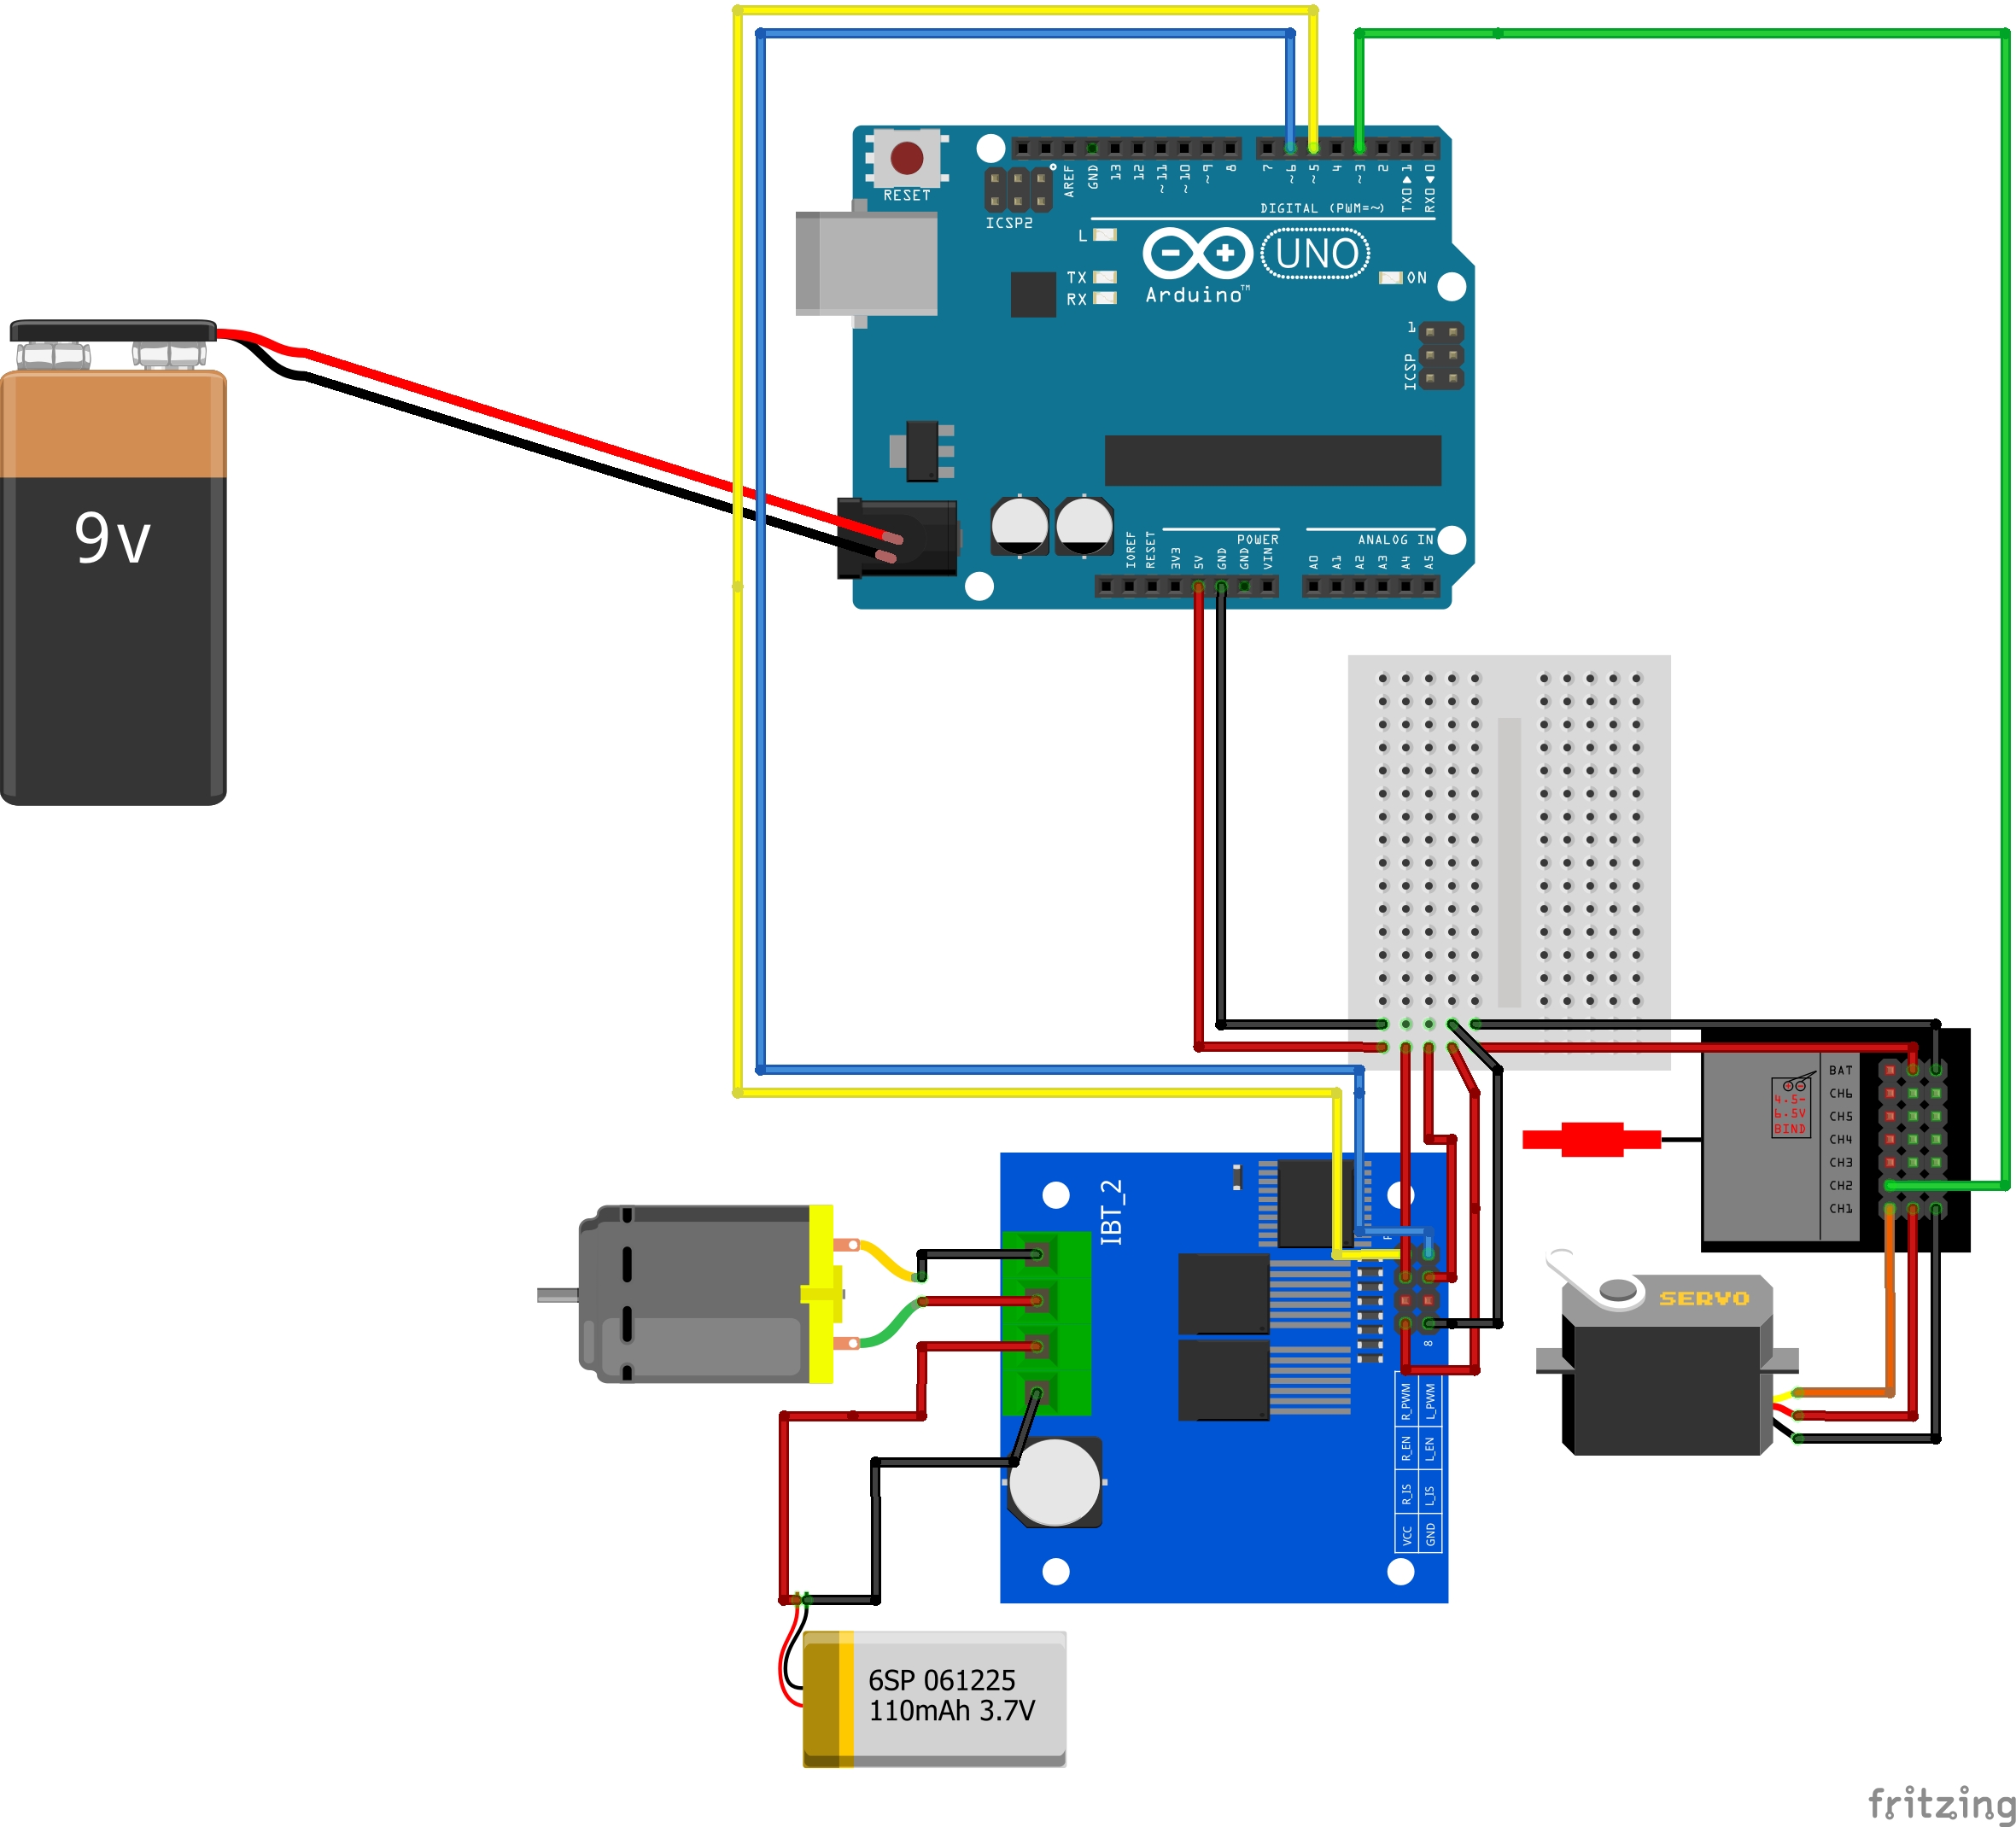 RESET
ICSP2
AREF
GND
13
12
~11
~10
~9
8
7
~6
~5
4
~3
2
TX0 1
RX0 0
DIGITAL (PWM=~)
L
TX
RX
Arduino™
UNO
ON
1
ICSP
9v
IOREF
RESET
3V3
5V
GND
GND
VIN
POWER
A0
A1
A2
A3
A4
A5
ANALOG IN
BAT
CH6
CH5
CH4
CH3
CH2
CH1
4.5-
6.5V
BIND
IBT_2
8
R_PWM
L_PWM
R_EN
L_EN
R_IS
L_IS
VCC
GND
SERVO
6SP 061225
110mAh 3.7V
fritzing